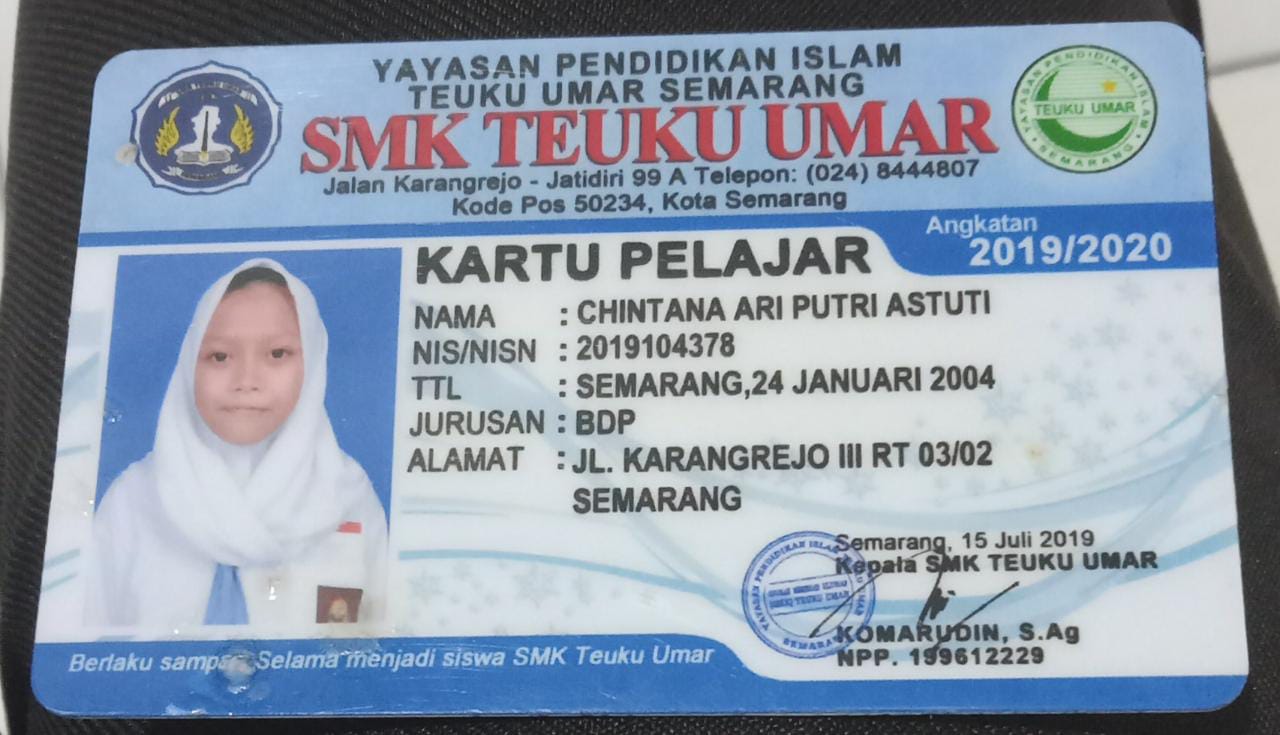 YAYASAN PENDIDIKAN ISLAM
TEUKU UMAR SEMARANG
SMK TEUKU UMAR
Jalan Karangrejo - Jatidiri 99 A Telepon: (024) 8444807
Kode Pos 50234, Kota Semarang
YAYASAN PENDIDIKAN ISLAM
TEUKU UMAR
SEMARANG
Angkatan
2019/2020
KARTU PELAJAR
NAMA : CHINTANA ARI PUTRI ASTUTI
NIS/NISN : 2019104378
TTL : SEMARANG,24 JANUARI 2004
JURUSAN : BDP
ALAMAT : JL. KARANGREJO III RT 03/02
SEMARANG
Semarang, 15 Juli 2019
Kepala SMK TEUKU UMAR
YAYASAN PENDIDIKAN ISLAM
SEMARANG
KOMARUDIN, S.Ag
NPP. 199612229
Berlaku sampai Selama menjadi siswa SMK Teuku Umar